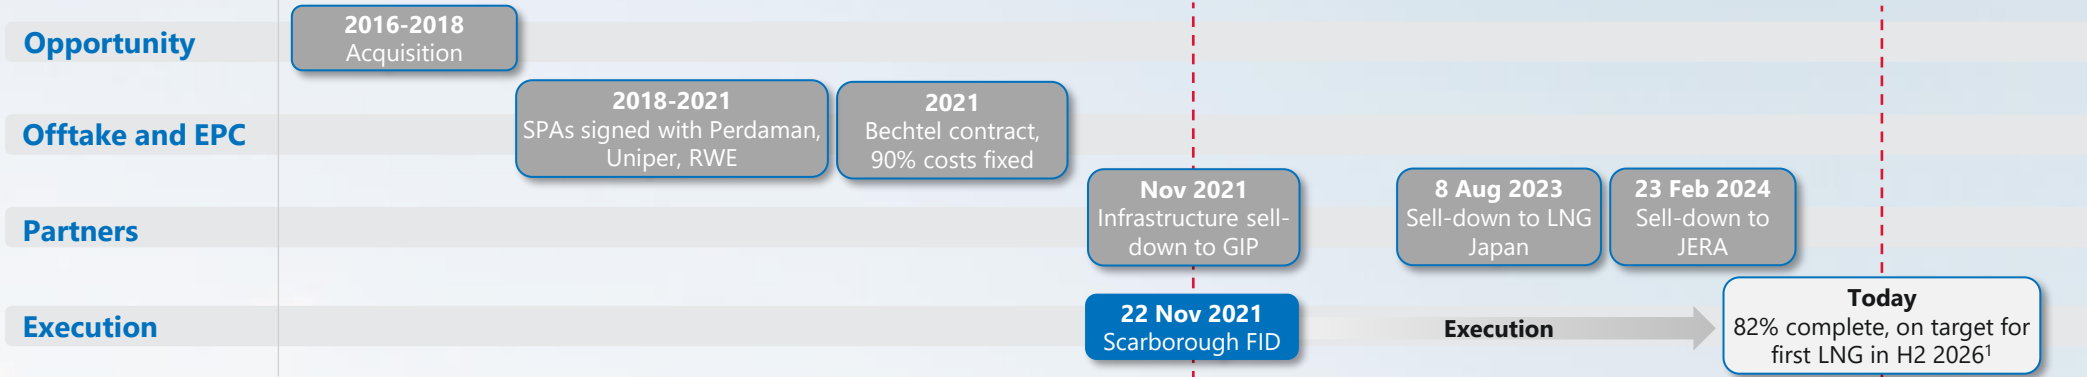 Opportunity
2016-2018
Acquisition
Offtake and EPC
2018-2021
SPAs signed with Perdaman,
Uniper, RWE
2021
Bechtel contract,
90% costs fixed
Partners
Nov 2021
Infrastructure sell-
down to GIP
8 Aug 2023
Sell-down to LNG
Japan
23 Feb 2024
Sell-down to
JERA
Execution
22 Nov 2021
Scarborough FID
Execution
Today
82% complete, on target for
first LNG in H2 2026¹